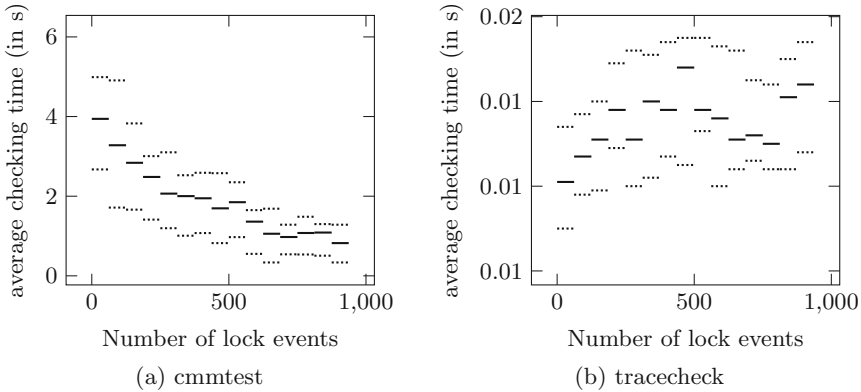 average checking time (in s)
6
4
2
0
0
500
1,000
Number of lock events
(a) cmmtest
average checking time (in s)
0.02
0.01
0.01
0.01
0
500
1,000
Number of lock events
(b) tracecheck